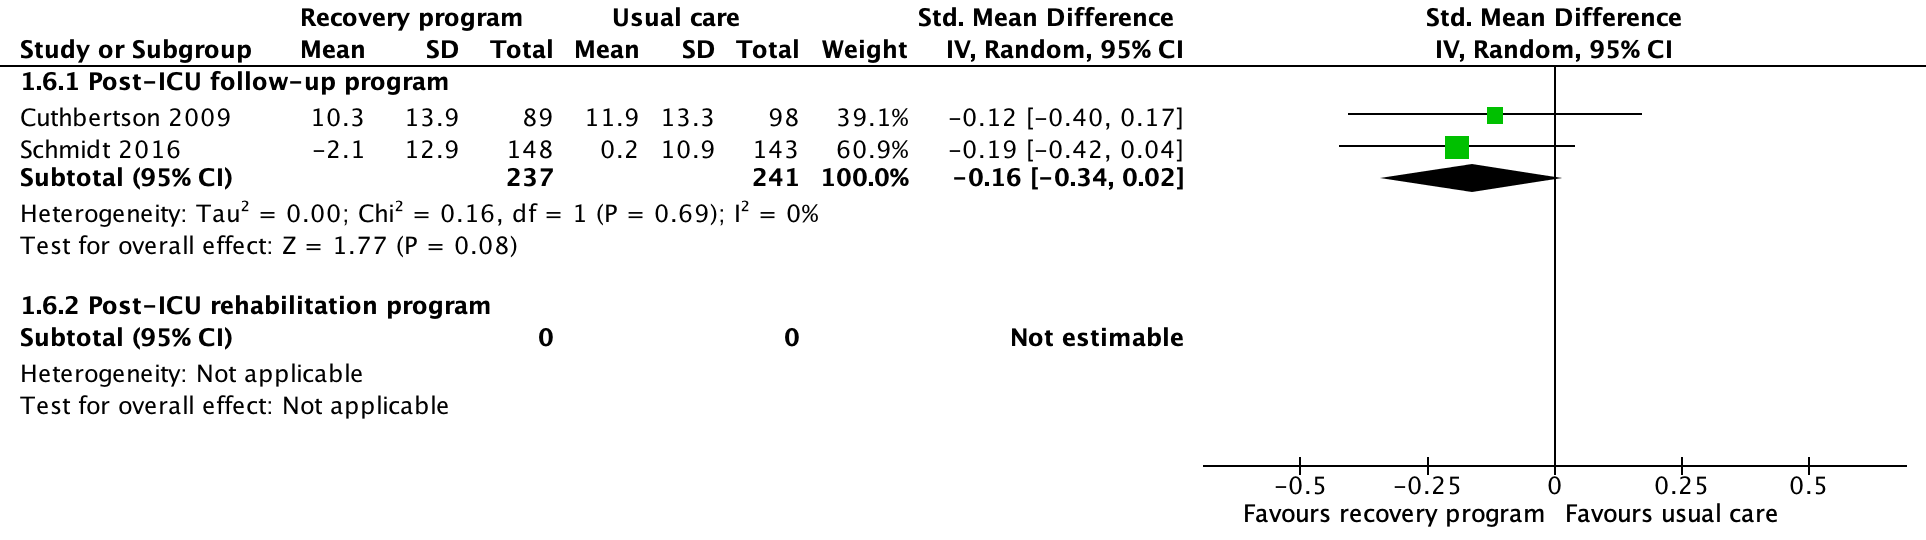 Recovery program Usual care Std. Mean Difference Std. Mean Difference
Study or Subgroup Mean SD Total Mean SD Total Weight IV, Random, 95% CI IV, Random, 95% CI
1.6.1 Post−ICU follow−up program
Cuthbertson 2009 10.3 13.9 89 11.9 13.3 98 39.1% −0.12 [−0.40, 0.17]
Schmidt 2016 −2.1 12.9 148 0.2 10.9 143 60.9% −0.19 [−0.42, 0.04]
Subtotal (95% CI) 237 241 100.0% −0.16 [−0.34, 0.02]
Heterogeneity: Tau² = 0.00; Chi² = 0.16, df = 1 (P = 0.69); I² = 0%
Test for overall effect: Z = 1.77 (P = 0.08)
1.6.2 Post−ICU rehabilitation program
Subtotal (95% CI) 0 0 Not estimable
Heterogeneity: Not applicable
Test for overall effect: Not applicable
−0.5 −0.25 0 0.25 0.5
Favours recovery program Favours usual care